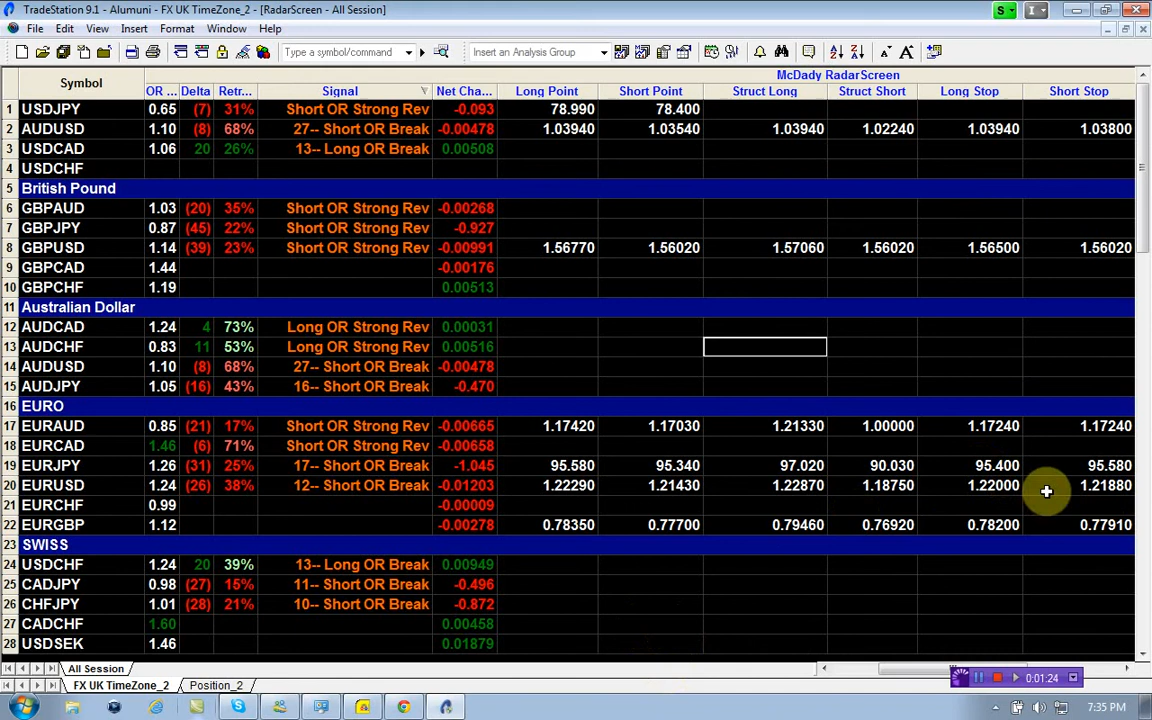 TradeStation 9.1 - Alumuni - FX UK TimeZone_2 - [RadarScreen - All Session]
S
I
File Edit View Insert Format Window Help
Type a symbol/command
Insert an Analysis Group
Symbol McDady RadarScreen
OR ... Delta Retr... Signal Net Cha... Long Point Short Point Struct Long Struct Short Long Stop Short Stop
1 USDJPY 0.65 (7) 31% Short OR Strong Rev -0.093 78.990 78.400
2 AUDUSD 1.10 (8) 68% 27-- Short OR Break -0.00478 1.03940 1.03540 1.03940 1.02240 1.03940 1.03800
3 USDCAD 1.06 20 26% 13-- Long OR Break 0.00508
4 USDCHF
5 British Pound
6 GBPAUD 1.03 (20) 35% Short OR Strong Rev -0.00268
7 GBPJPY 0.87 (45) 22% Short OR Strong Rev -0.927
8 GBPUSD 1.14 (39) 23% Short OR Strong Rev -0.00991 1.56770 1.56020 1.57060 1.56020 1.56500 1.56020
9 GBPCAD 1.44 -0.00176
10 GBPCHF 1.19 0.00513
11 Australian Dollar
12 AUDCAD 1.24 4 73% Long OR Strong Rev 0.00031
13 AUDCHF 0.83 11 53% Long OR Strong Rev 0.00516
14 AUDUSD 1.10 (8) 68% 27-- Short OR Break -0.00478
15 AUDJPY 1.05 (16) 43% 16-- Short OR Break -0.470
16 EURO
17 EURAUD 0.85 (21) 17% Short OR Strong Rev -0.00665 1.17420 1.17030 1.21330 1.00000 1.17240 1.17240
18 EURCAD 1.46 (6) 71% Short OR Strong Rev -0.00658
19 EURJPY 1.26 (31) 25% 17-- Short OR Break -1.045 95.580 95.340 97.020 90.030 95.400 95.580
20 EURUSD 1.24 (26) 38% 12-- Short OR Break -0.01203 1.22290 1.21430 1.22870 1.18750 1.22000 1.21880
21 EURCHF 0.99 -0.00009
22 EURGBP 1.12 -0.00278 0.78350 0.77700 0.79460 0.76920 0.78200 0.77910
23 SWISS
24 USDCHF 1.24 20 39% 13-- Long OR Break 0.00949
25 CADJPY 0.98 (27) 15% 11-- Short OR Break -0.496
26 CHFJPY 1.01 (28) 21% 10-- Short OR Break -0.872
27 CADCHF 1.60 0.00458
28 USDSEK 1.46 0.01879
All Session
0:01:24
FX UK TimeZone_2 Position_2
7:35 PM